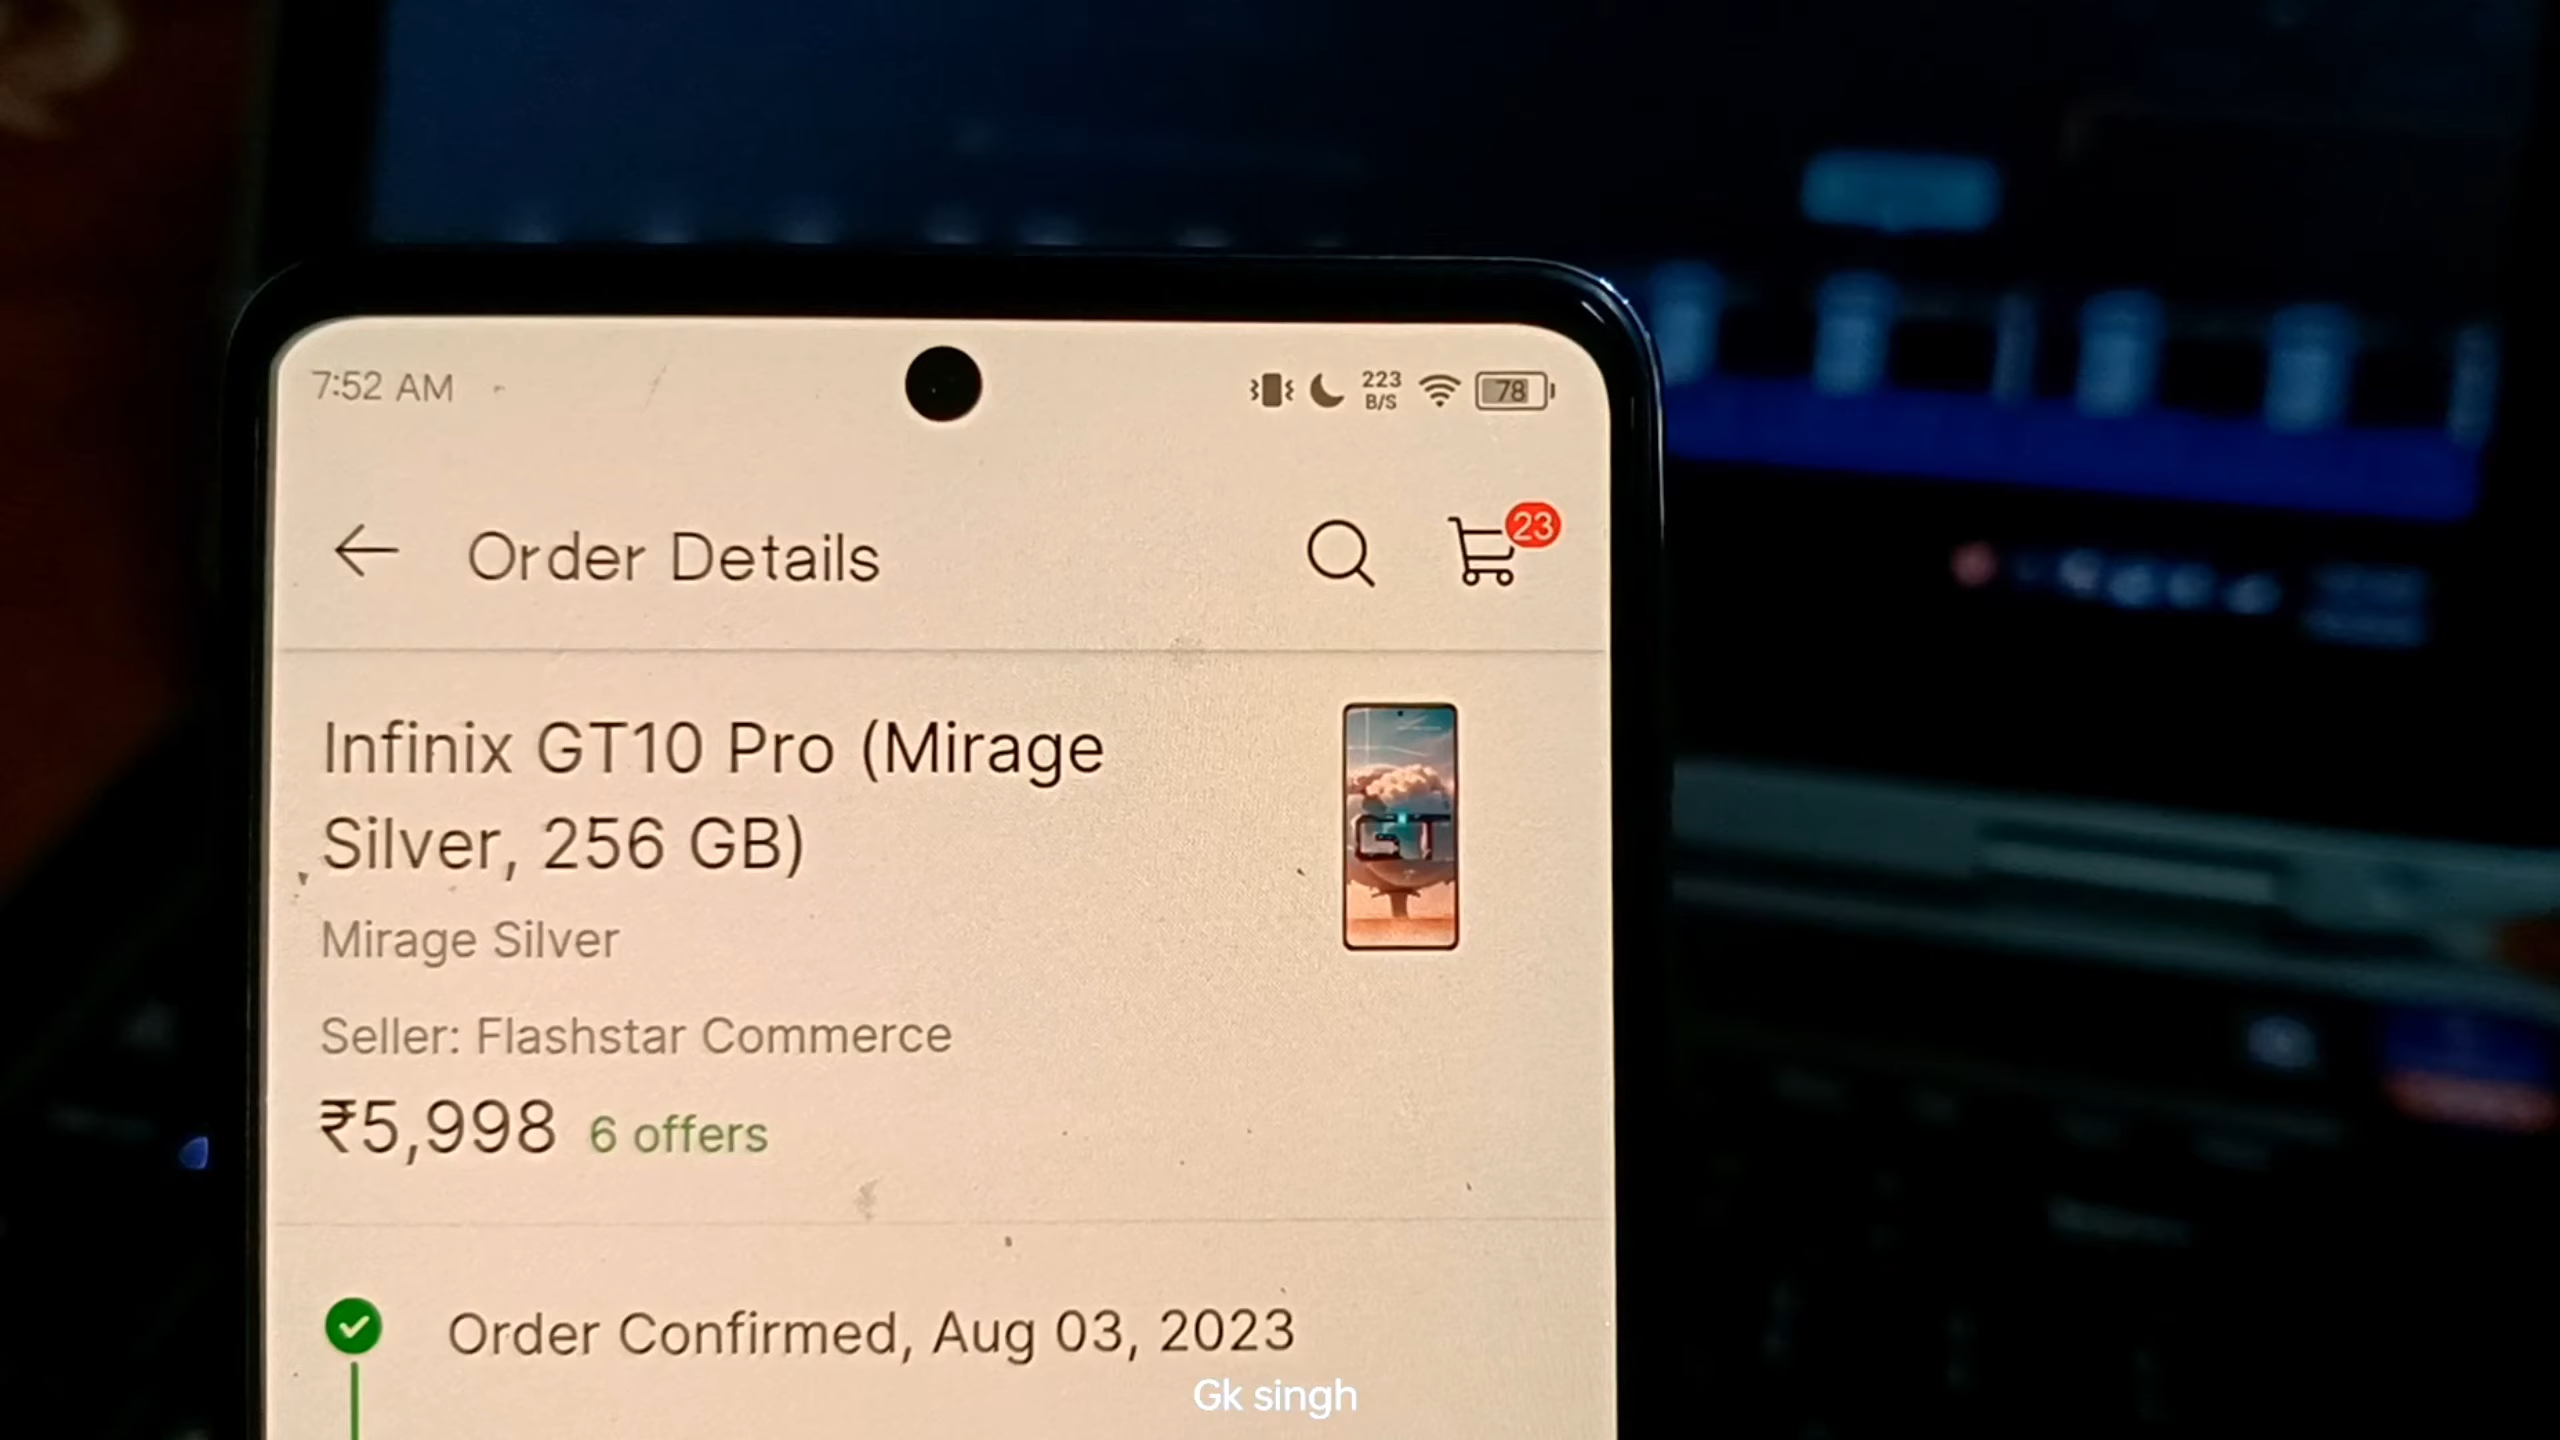 7:52 AM
223
B/S
78
Order Details
23
Infinix GT10 Pro (Mirage
Silver, 256 GB)
GT
Mirage Silver
Seller: Flashstar Commerce
₹5,998 6 offers
Order Confirmed, Aug 03, 2023
Gk singh